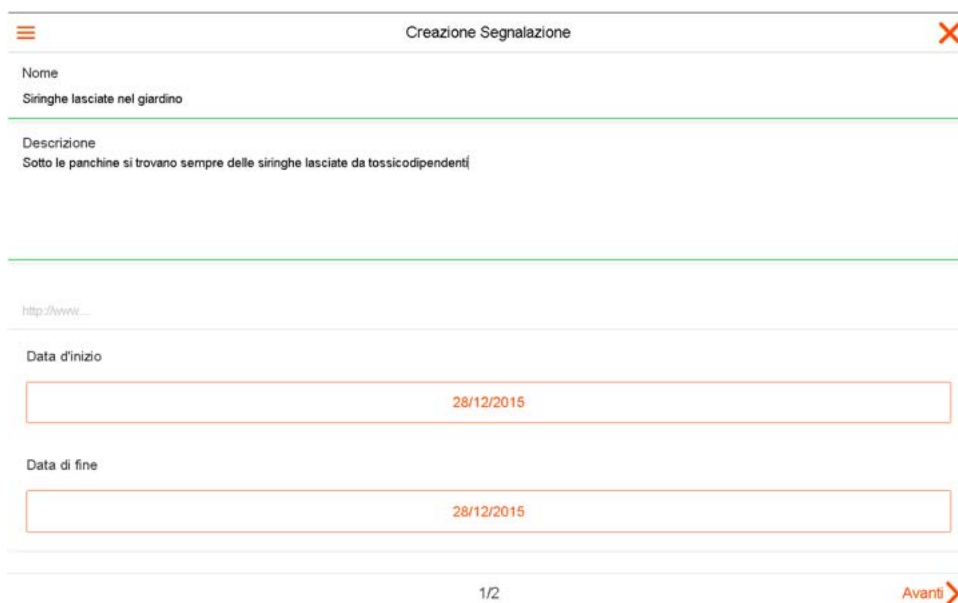 Creazione Segnalazione
Nome
Siringhe lasciate nel giardino
Descrizione
Sotto le panchine si trovano sempre delle siringhe lasciate da tossicodipendenti
http://www....
Data d'inizio
28/12/2015
Data di fine
28/12/2015
1/2
Avanti